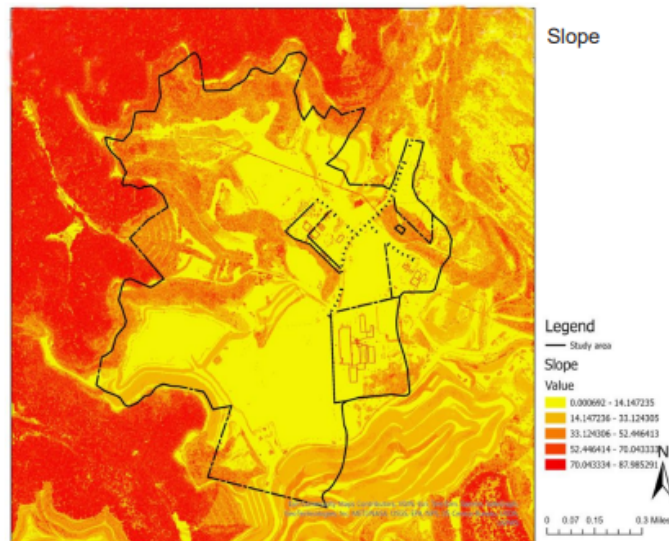 Slope
Legend
Study area
Slope
Value
0.000692 - 14.147235
14.147236 - 33.124305
33.124306 - 52.446413
52.446414 - 70.043333
70.043334 - 87.985291
N
0 0.07 0.15 0.3 Miles